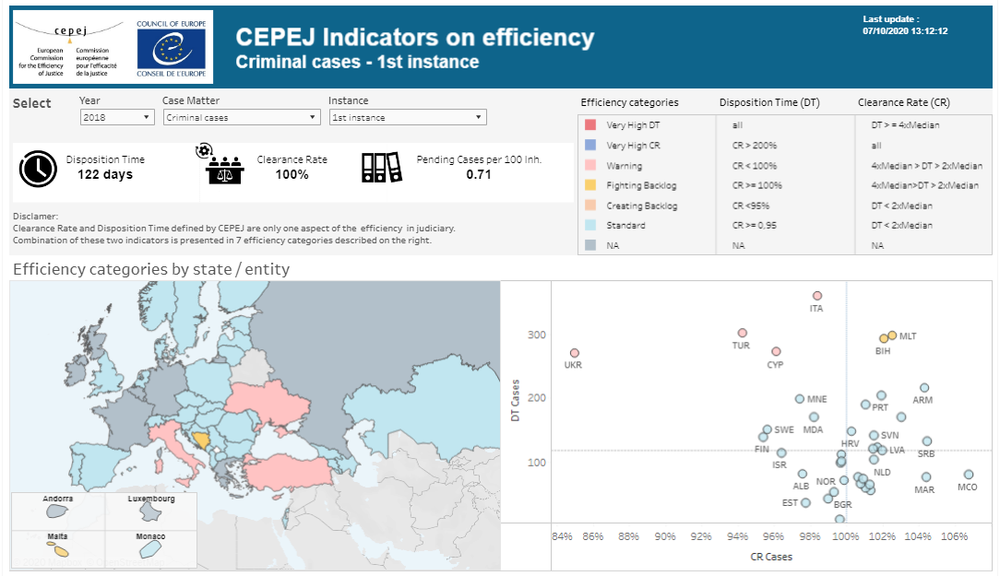 cepej
European
Commission
for the Efficiency
of Justice
Commission
européenne
pour l'efficacité
de la justice
COUNCIL OF EUROPE
CONSEIL DE L'EUROPE
CEPEJ Indicators on efficiency
Criminal cases - 1st instance
Last update :
07/10/2020 13:12:12
Select
Year
2018
Case Matter
Criminal cases
Instance
1st instance
Disposition Time
122 days
Clearance Rate
100%
Pending Cases per 100 Inh.
0.71
Disclamer:
Clearance Rate and Disposition Time defined by CEPEJ are only one aspect of the efficiency in judiciary.
Combination of these two indicators is presented in 7 efficiency categories described on the right.
Efficiency categories Disposition Time (DT) Clearance Rate (CR)
Very High DT all DT > = 4xMedian
Very High CR CR > 200% all
Warning CR < 100% 4xMedian > DT > 2xMedian
Fighting Backlog CR >= 100% 4xMedian>DT > 2xMedian
Creating Backlog CR <95% DT < 2xMedian
Standard CR >= 0,95 DT < 2xMedian
NA NA NA
Efficiency categories by state / entity
Andorra
Luxembourg
Malta
Monaco
DT Cases
300
200
100
ITA
TUR
MLT
BIH
UKR
CYP
MNE
PRT
ARM
SWE
MDA
FIN
HRV
SVN
LVA
SRB
ISR
ALB
NOR
NLD
MAR
MCO
EST
BGR
84% 86% 88% 90% 92% 94% 96% 98% 100% 102% 104% 106%
CR Cases